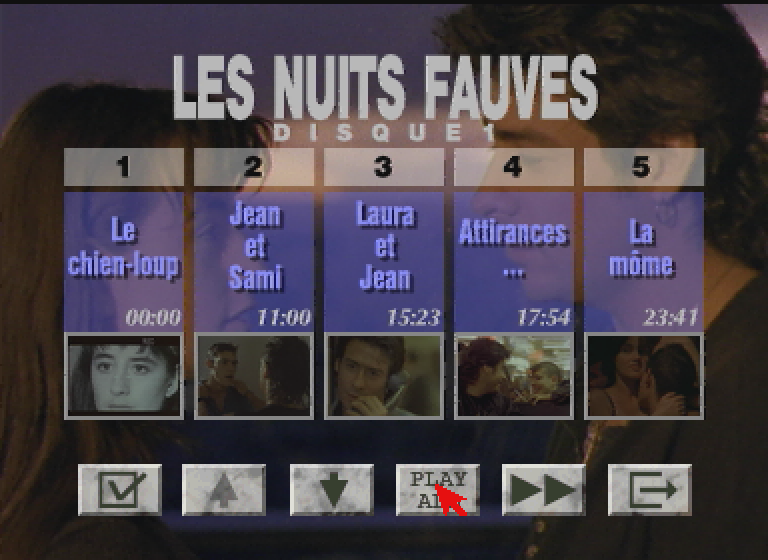 LES NUITS FAUVES
DISQUE 1
1 2 3 4 5
Le
chien-loup
00:00
Jean
et
Sami
11:00
Laura
et
Jean
15:23
Attirances
...
17:54
La
môme
23:41
PLAY